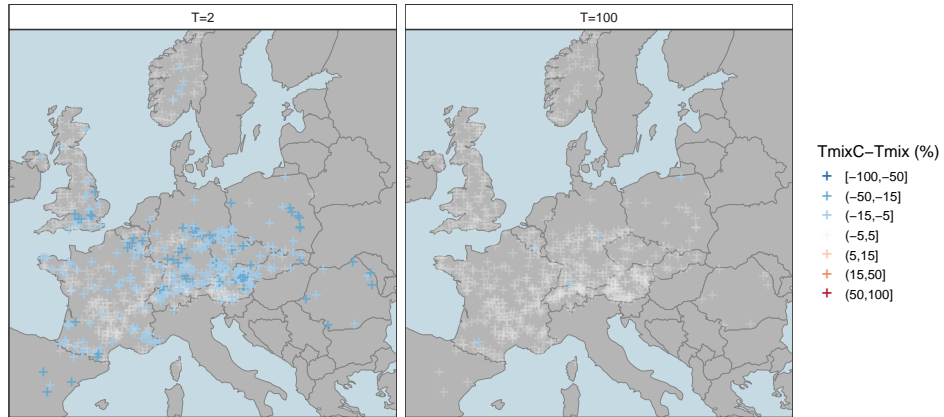 T=2
T=100
TmixC−Tmix (%)
[−100,−50]
(−50,−15]
(−15,−5]
(−5,5]
(5,15]
(15,50]
(50,100]